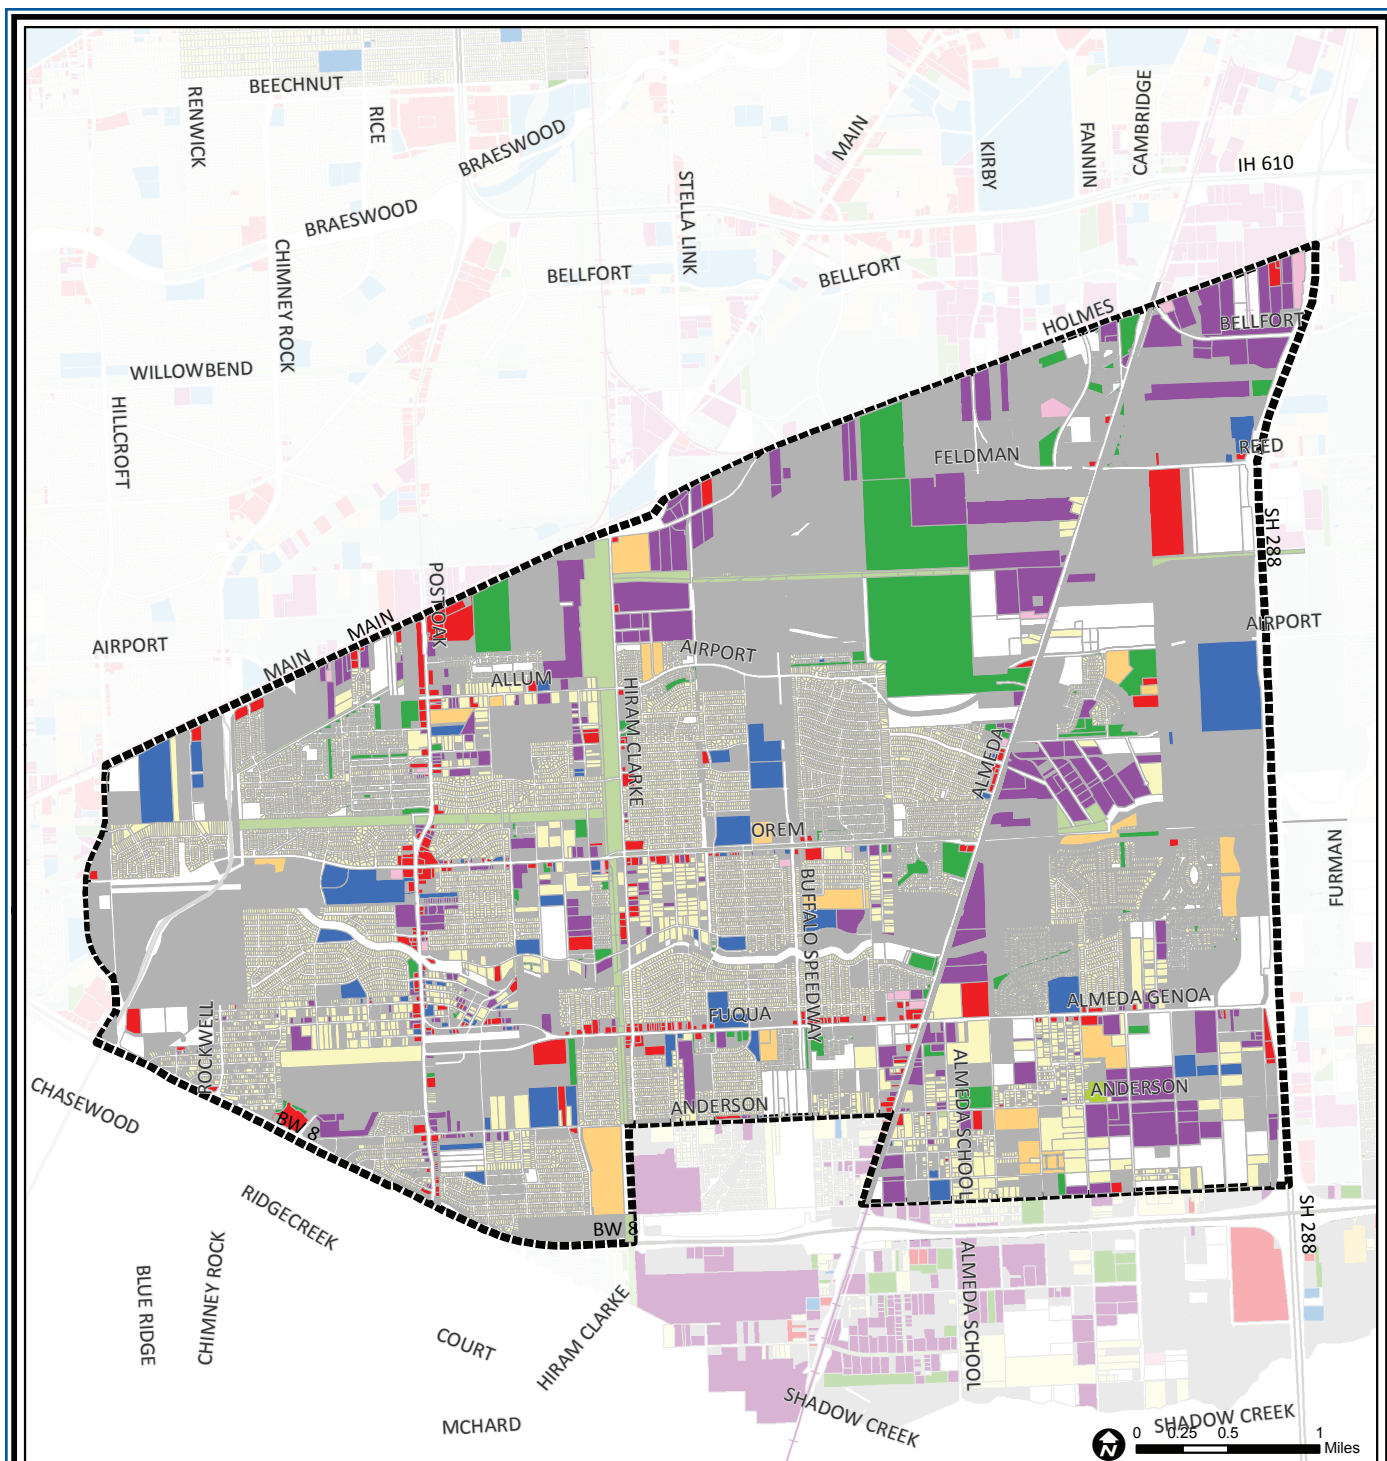 BEECHNUT
RENWICK
RICE
BRAESWOOD
MAIN
KIRBY
FANNIN
CAMBRIDGE
IH 610
STELLA LINK
BRAESWOOD
CHIMNEY ROCK
BELLFORT
BELLFORT
HOLMES
BELLFORT
WILLOWBEND
HILLCROFT
FELDMAN
REED
SH 288
POST OAK
AIRPORT
MAIN
MAIN
AIRPORT
AIRPORT
ALLUM
HIRAM CLARKE
ALMEDA
OREM
FURMAN
BUFFALO SPEEDWAY
ALMEDA GENOA
FUQUA
ROCKWELL
CHASEWOOD
BW 8
ANDERSON
ALMEDA SCHOOL
ANDERSON
RIDGECREEK
BW 8
SH 288
BLUE RIDGE
CHIMNEY ROCK
COURT
HIRAM CLARKE
ALMEDA SCHOOL
MCHARD
SHADOW CREEK
SHADOW CREEK
N
0 0.25 0.5 1
Miles